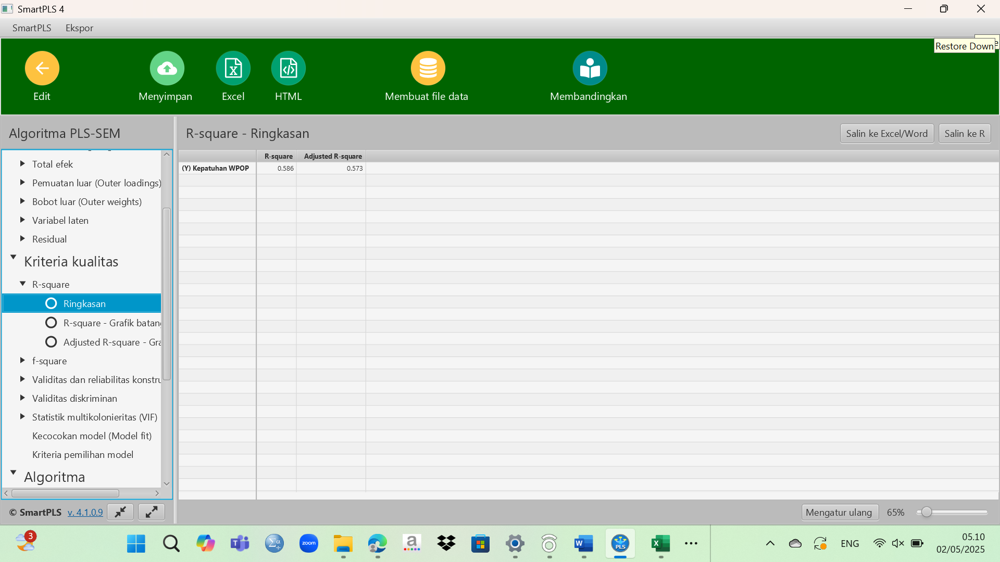 SmartPLS 4
SmartPLS Ekspor
Restore Down
Edit
Menyimpan
Excel
HTML
Membuat file data
Membandingkan
Algoritma PLS-SEM
Total efek
Pemuatan luar (Outer loadings)
Bobot luar (Outer weights)
Variabel laten
Residual
Kriteria kualitas
R-square
Ringkasan
R-square - Grafik batan
Adjusted R-square - Gra
f-square
Validitas dan reliabilitas konstru
Validitas diskriminan
Statistik multikolonieritas (VIF)
Kecocokan model (Model fit)
Kriteria pemilihan model
Algoritma
© SmartPLS v. 4.1.0.9
R-square - Ringkasan
Salin ke Excel/Word
Salin ke R
R-square Adjusted R-square
(Y) Kepatuhan WPOP 0.586 0.573
Mengatur ulang
65%
3
zoom
a
W
PLS
X
ENG
05.10
02/05/2025